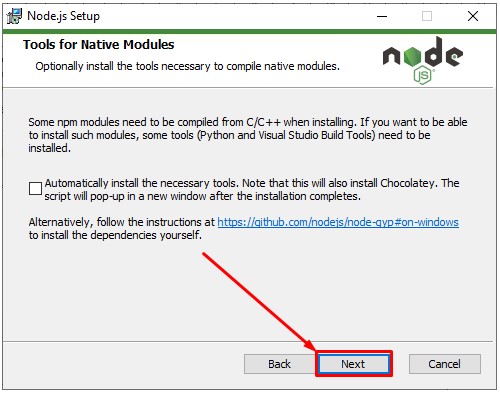 Node.js Setup
Tools for Native Modules
Optionally install the tools necessary to compile native modules.
node
JS
Some npm modules need to be compiled from C/C++ when installing. If you want to be able
to install such modules, some tools (Python and Visual Studio Build Tools) need to be
installed.
Automatically install the necessary tools. Note that this will also install Chocolatey. The
script will pop-up in a new window after the installation completes.
Alternatively, follow the instructions at https://github.com/nodejs/node-gyp#on-windows
to install the dependencies yourself.
Back Next Cancel